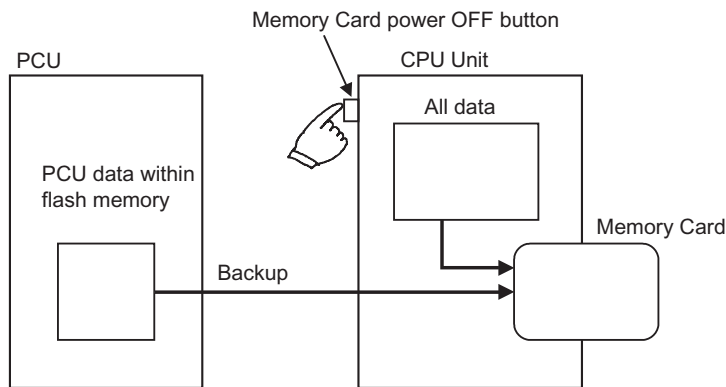 Memory Card power OFF button
PCU
CPU Unit
All data
PCU data within
flash memory
Memory Card
Backup